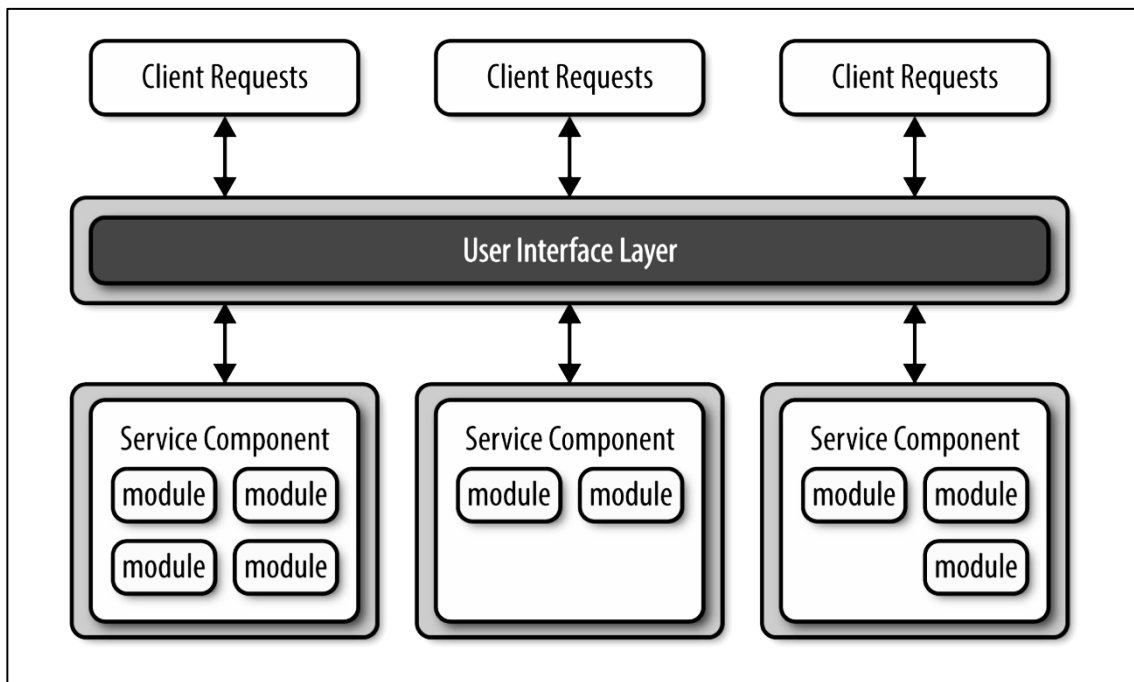 Client Requests
Client Requests
Client Requests
User Interface Layer
Service Component
module module
module module
Service Component
module module
Service Component
module module
module